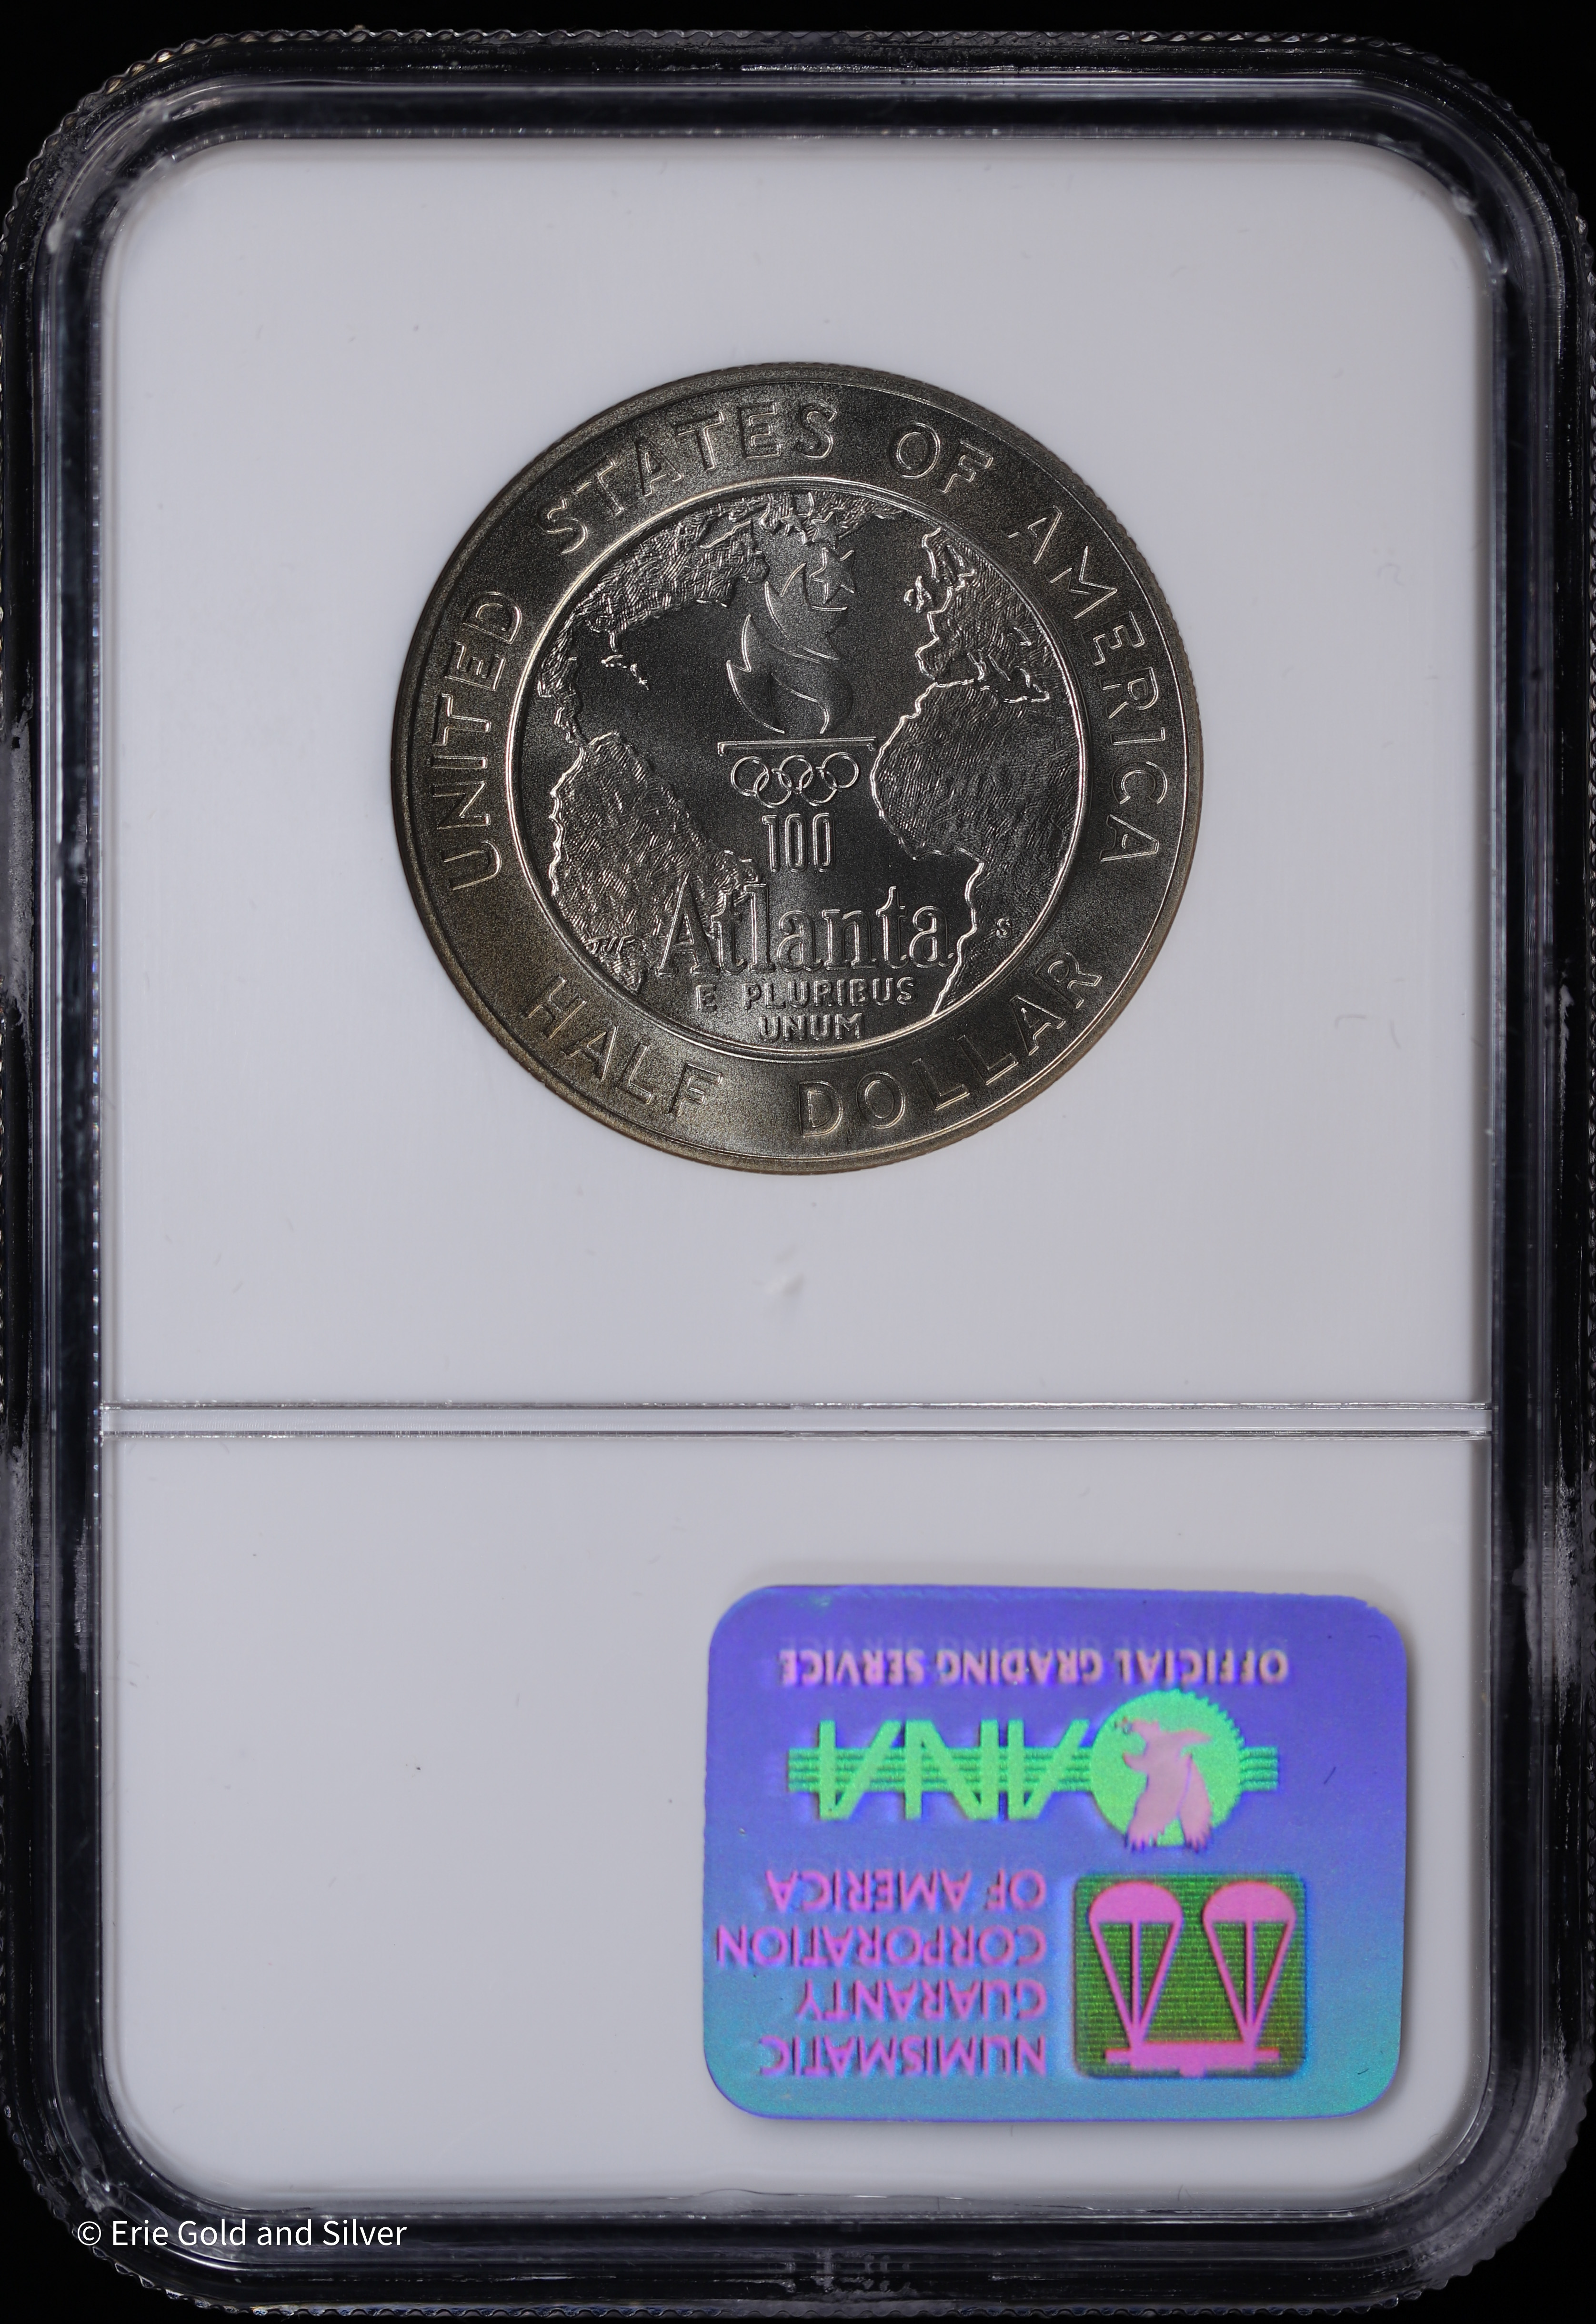 UNITED STATES OF AMERICA
100
Atlanta
S
E PLURIBUS
UNUM
HALF DOLLAR
NUMISMATIC
GUARANTY
CORPORATION
OF AMERICA
ANA
OFFICIAL GRADING SERVICE
© Erie Gold and Silver